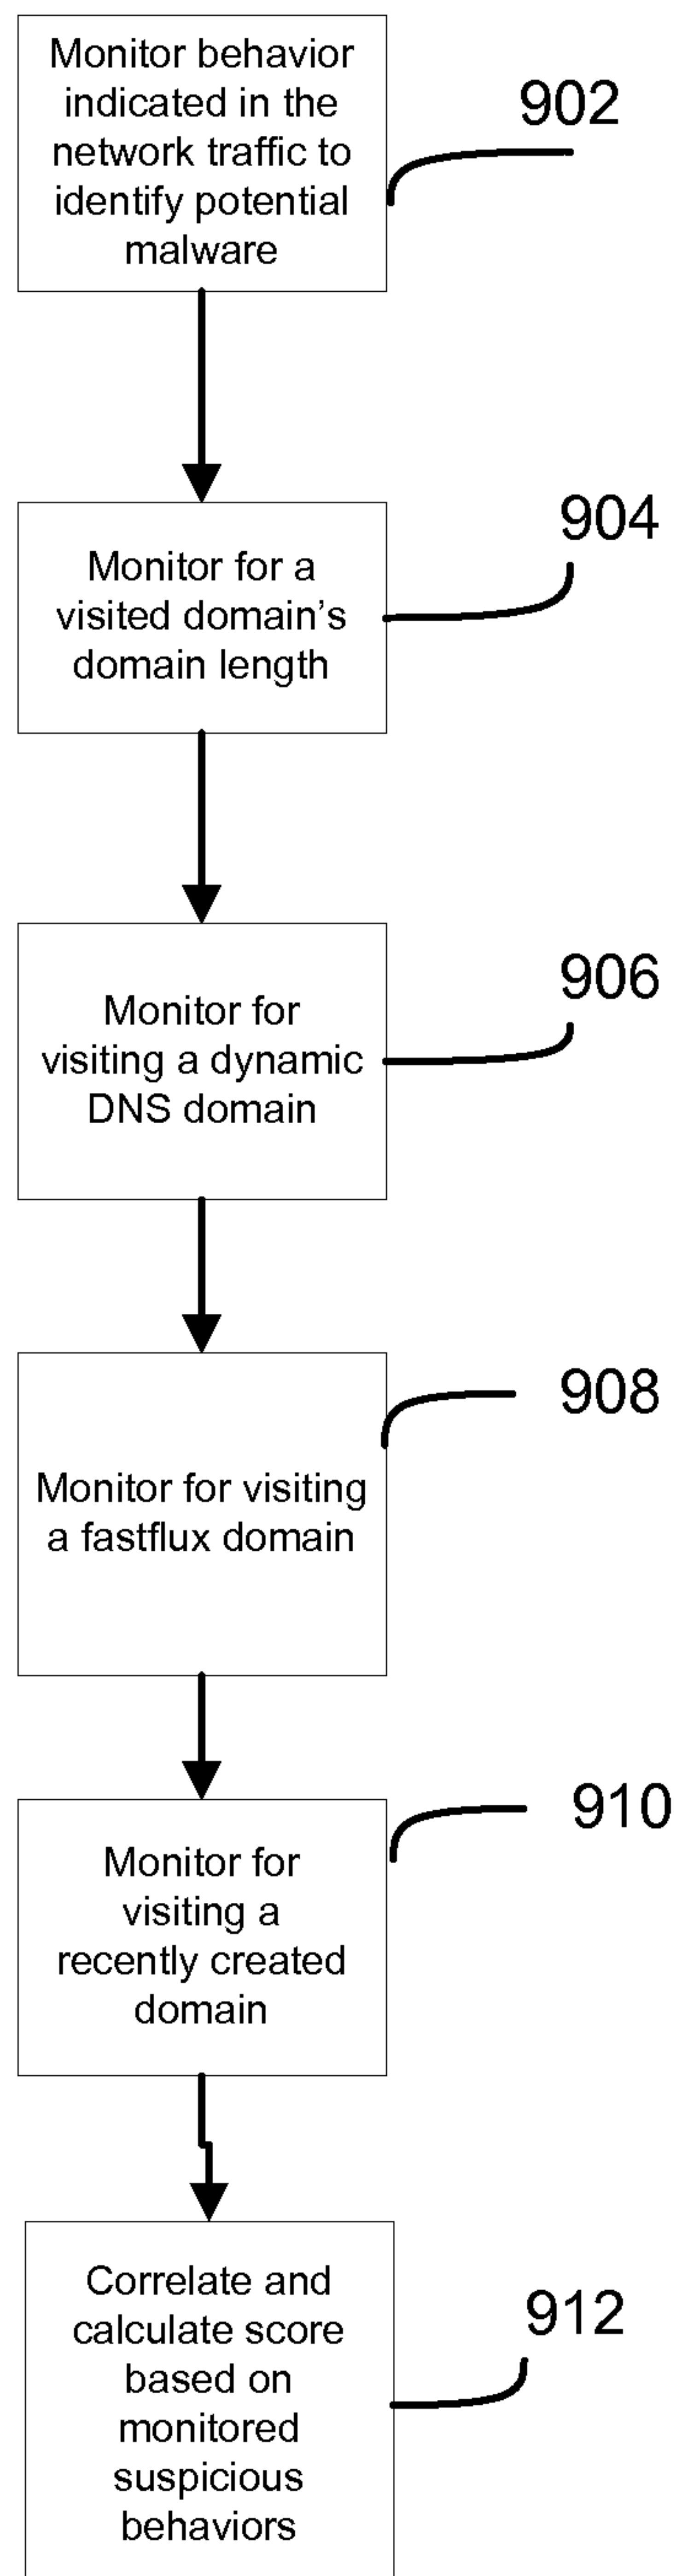 Monitor behavior
indicated in the
network traffic to
identify potential
malware
902
904
Monitor for a
visited domain’s
domain length
906
Monitor for
visiting a dynamic
DNS domain
908
Monitor for visiting
a fastflux domain
910
Monitor for
visiting a
recently created
domain
912
Correlate and
calculate score
based on
monitored
suspicious
behaviors